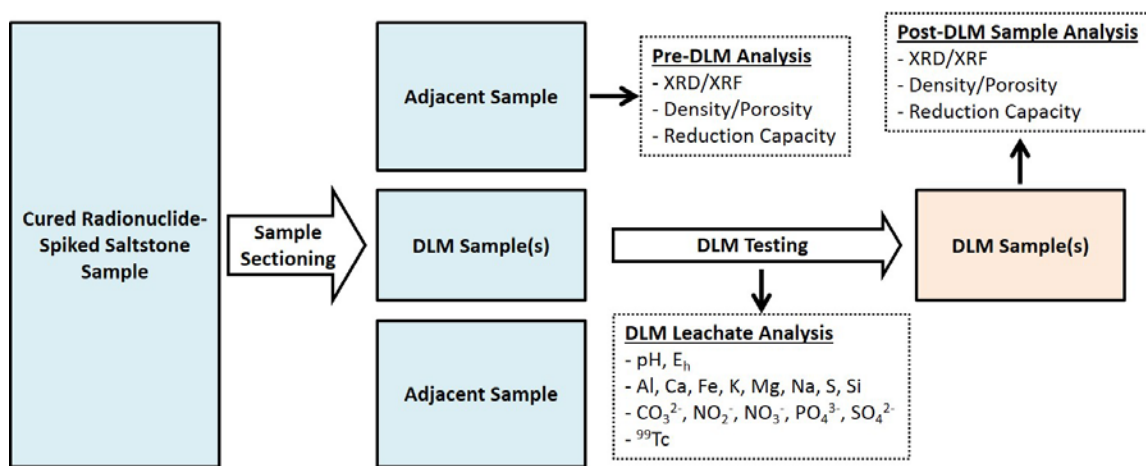 Cured Radionuclide-
Spiked Saltstone
Sample
Sample
Sectioning
Adjacent Sample
DLM Sample(s)
Adjacent Sample
Pre-DLM Analysis
- XRD/XRF
- Density/Porosity
- Reduction Capacity
DLM Testing
DLM Leachate Analysis
- pH, Eₕ
- Al, Ca, Fe, K, Mg, Na, S, Si
- CO₃²⁻, NO₂⁻, NO₃⁻, PO₄³⁻, SO₄²⁻
- ⁹⁹Tc
Post-DLM Sample Analysis
- XRD/XRF
- Density/Porosity
- Reduction Capacity
DLM Sample(s)